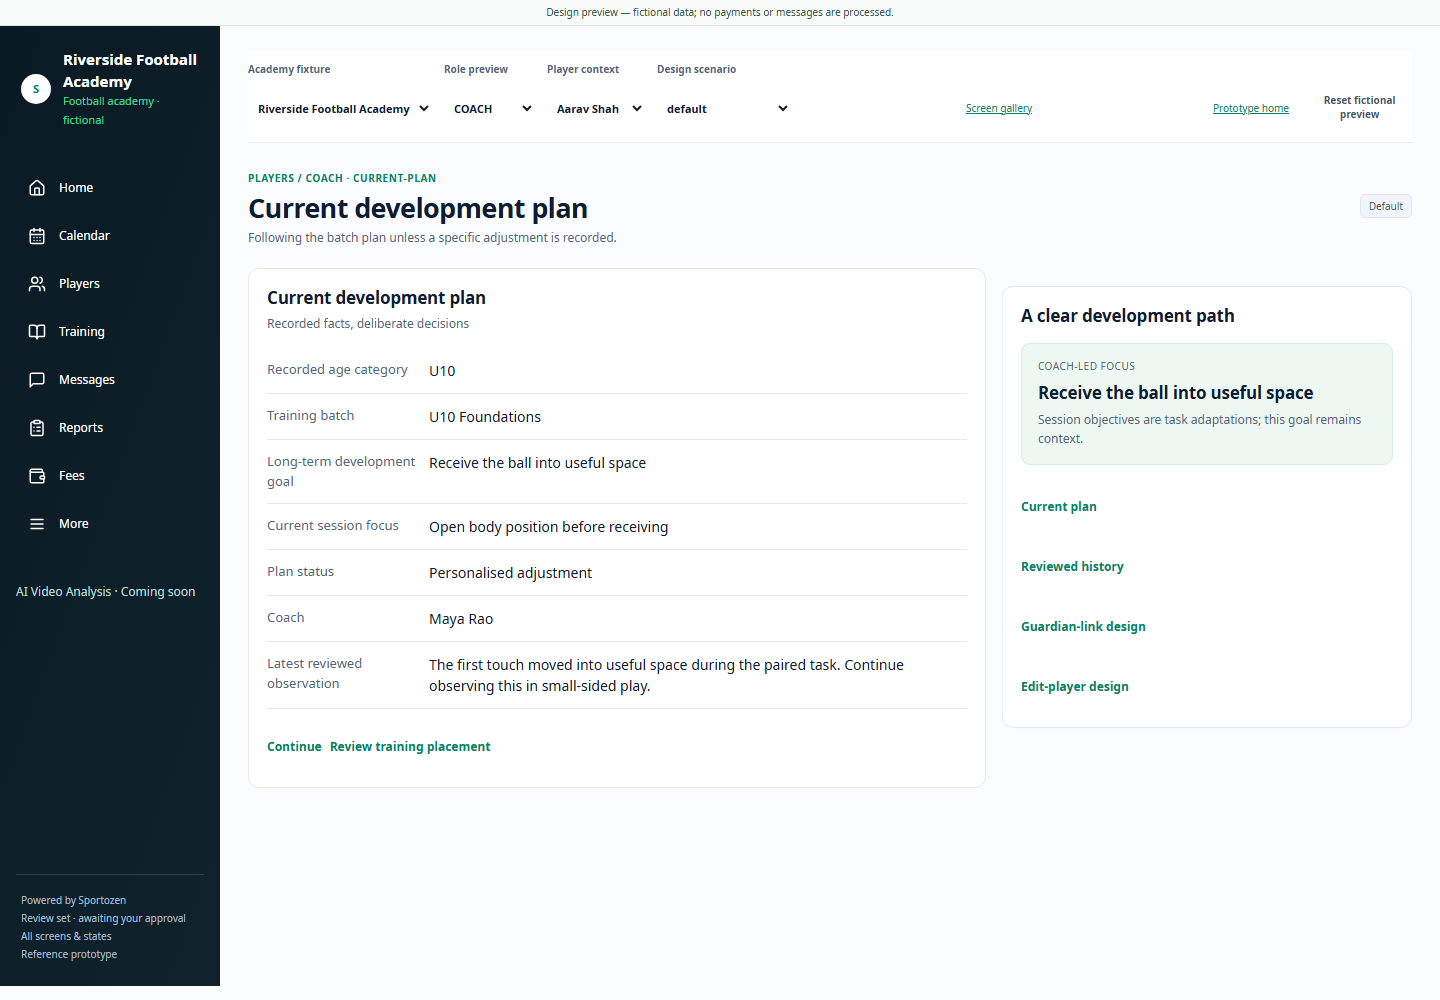 Design preview — fictional data; no payments or messages are processed.
S
Riverside Football
Academy
Football academy ·
fictional
Home
Calendar
Players
Training
Messages
Reports
Fees
More
AI Video Analysis · Coming soon
Powered by Sportozen
Review set · awaiting your approval
All screens & states
Reference prototype
Academy fixture
Role preview
Player context
Design scenario
Riverside Football Academy
COACH
Aarav Shah
default
Screen gallery
Prototype home
Reset fictional
preview
PLAYERS / COACH · CURRENT-PLAN
Current development plan
Following the batch plan unless a specific adjustment is recorded.
Default
Current development plan
Recorded facts, deliberate decisions
Recorded age category
U10
Training batch
U10 Foundations
Long-term development
goal
Receive the ball into useful space
Current session focus
Open body position before receiving
Plan status
Personalised adjustment
Coach
Maya Rao
Latest reviewed
observation
The first touch moved into useful space during the paired task. Continue
observing this in small-sided play.
Continue
Review training placement
A clear development path
COACH-LED FOCUS
Receive the ball into useful space
Session objectives are task adaptations; this goal remains
context.
Current plan
Reviewed history
Guardian-link design
Edit-player design